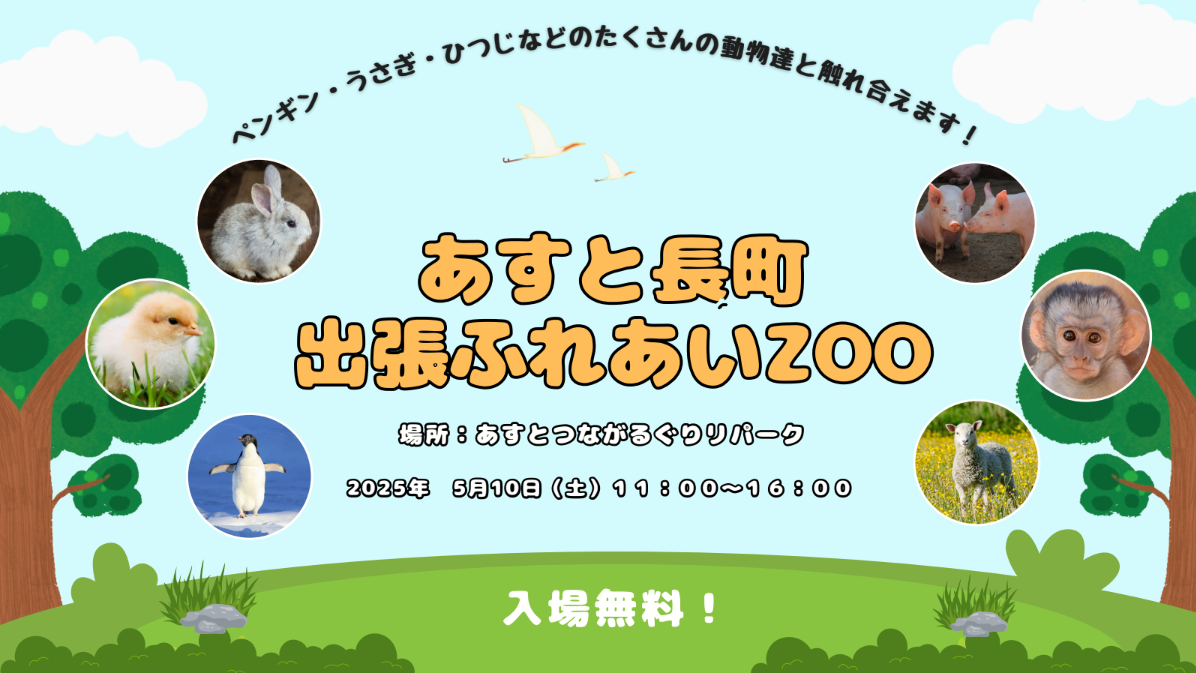 ペンギン・うさぎ・ひつじなどのたくさんの動物達と触れ合えます！
あすと長町
出張ふれあいZOO
場所：あすとつながるぐりりパーク
2025年　5月10日（土）１１：００〜１６：００
入場無料！